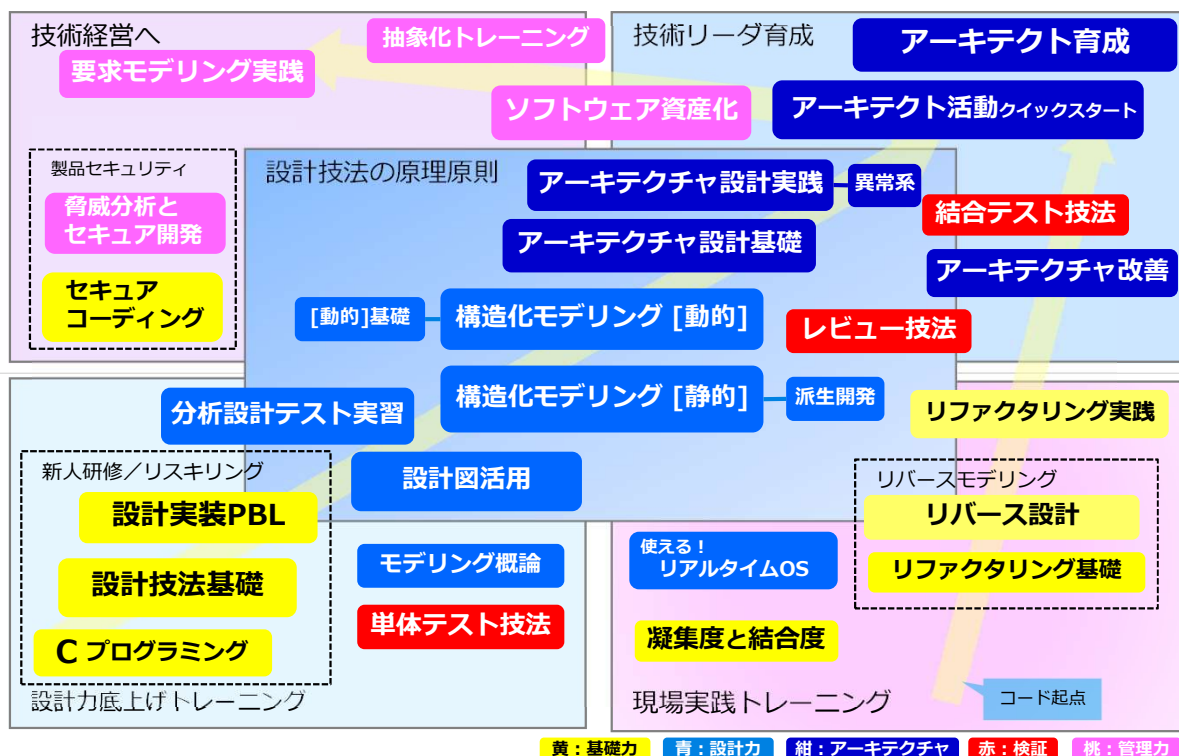 技術経営へ
抽象化トレーニング
要求モデリング実践
ソフトウェア資産化
技術リーダ育成
アーキテクト育成
アーキテクト活動クイックスタート
製品セキュリティ
脅威分析と
セキュア開発
セキュア
コーディング
設計技法の原理原則
アーキテクチャ設計実践
異常系
アーキテクチャ設計基礎
結合テスト技法
アーキテクチャ改善
[動的]基礎
構造化モデリング [動的]
レビュー技法
構造化モデリング [静的]
派生開発
分析設計テスト実習
設計図活用
リファクタリング実践
新人研修／リスキリング
設計実装PBL
設計技法基礎
C プログラミング
モデリング概論
単体テスト技法
設計力底上げトレーニング
リバースモデリング
リバース設計
リファクタリング基礎
使える！
リアルタイムOS
凝集度と結合度
現場実践トレーニング
コード起点
黄：基礎力
青：設計力
紺：アーキテクチャ
赤：検証
桃：管理力